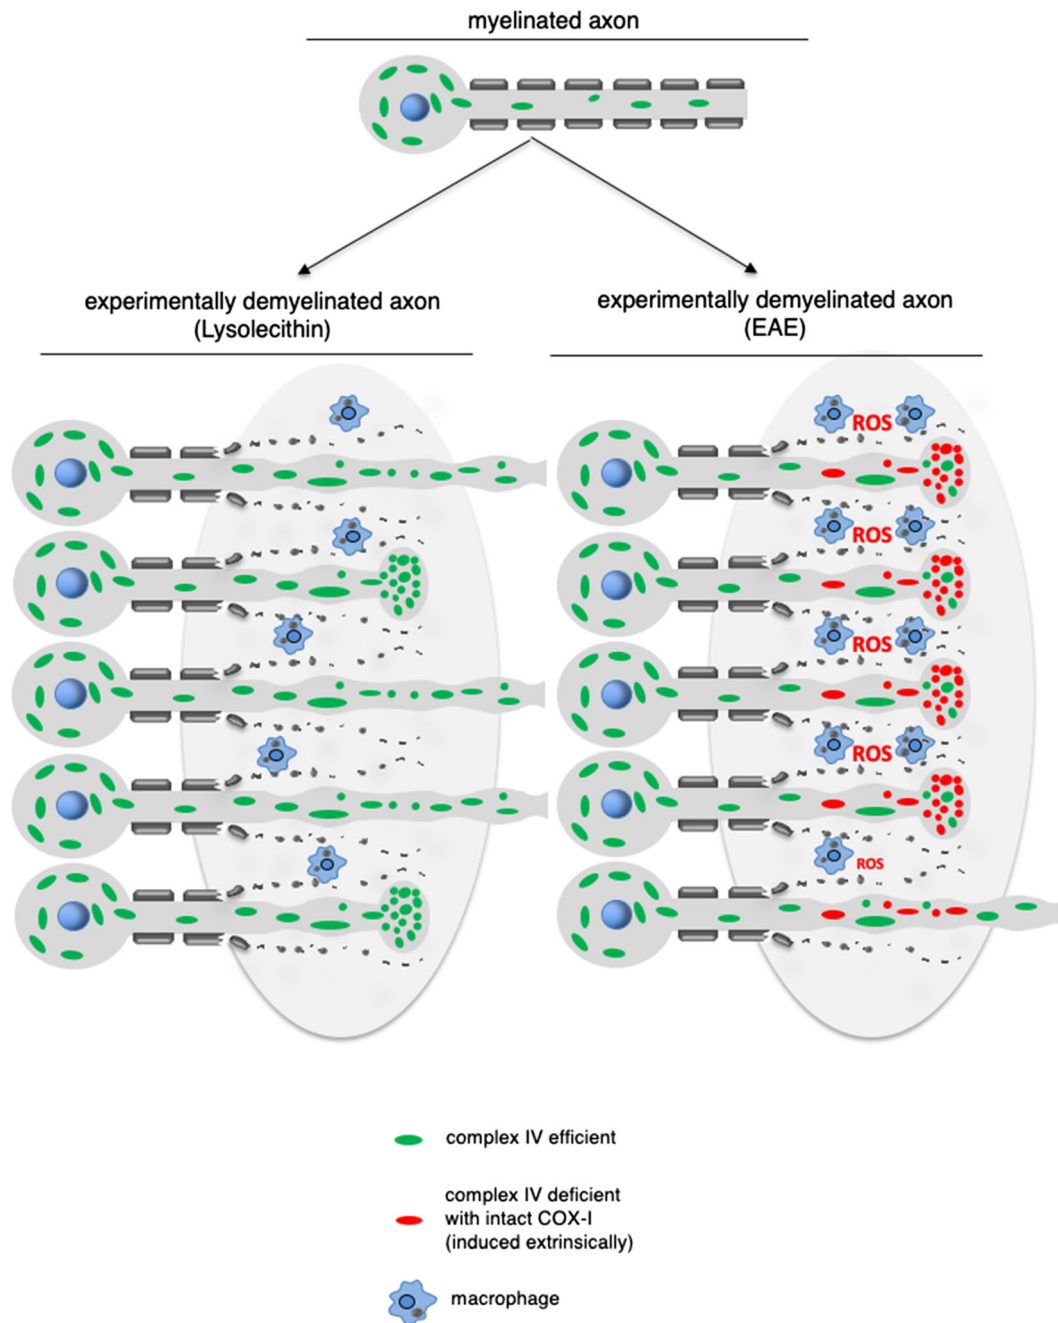 myelinated axon
experimentally demyelinated axon
(Lysolecithin)
experimentally demyelinated axon
(EAE)
ROS
ROS
ROS
ROS
ROS
complex IV efficient
complex IV deficient
with intact COX-I
(induced extrinsically)
macrophage